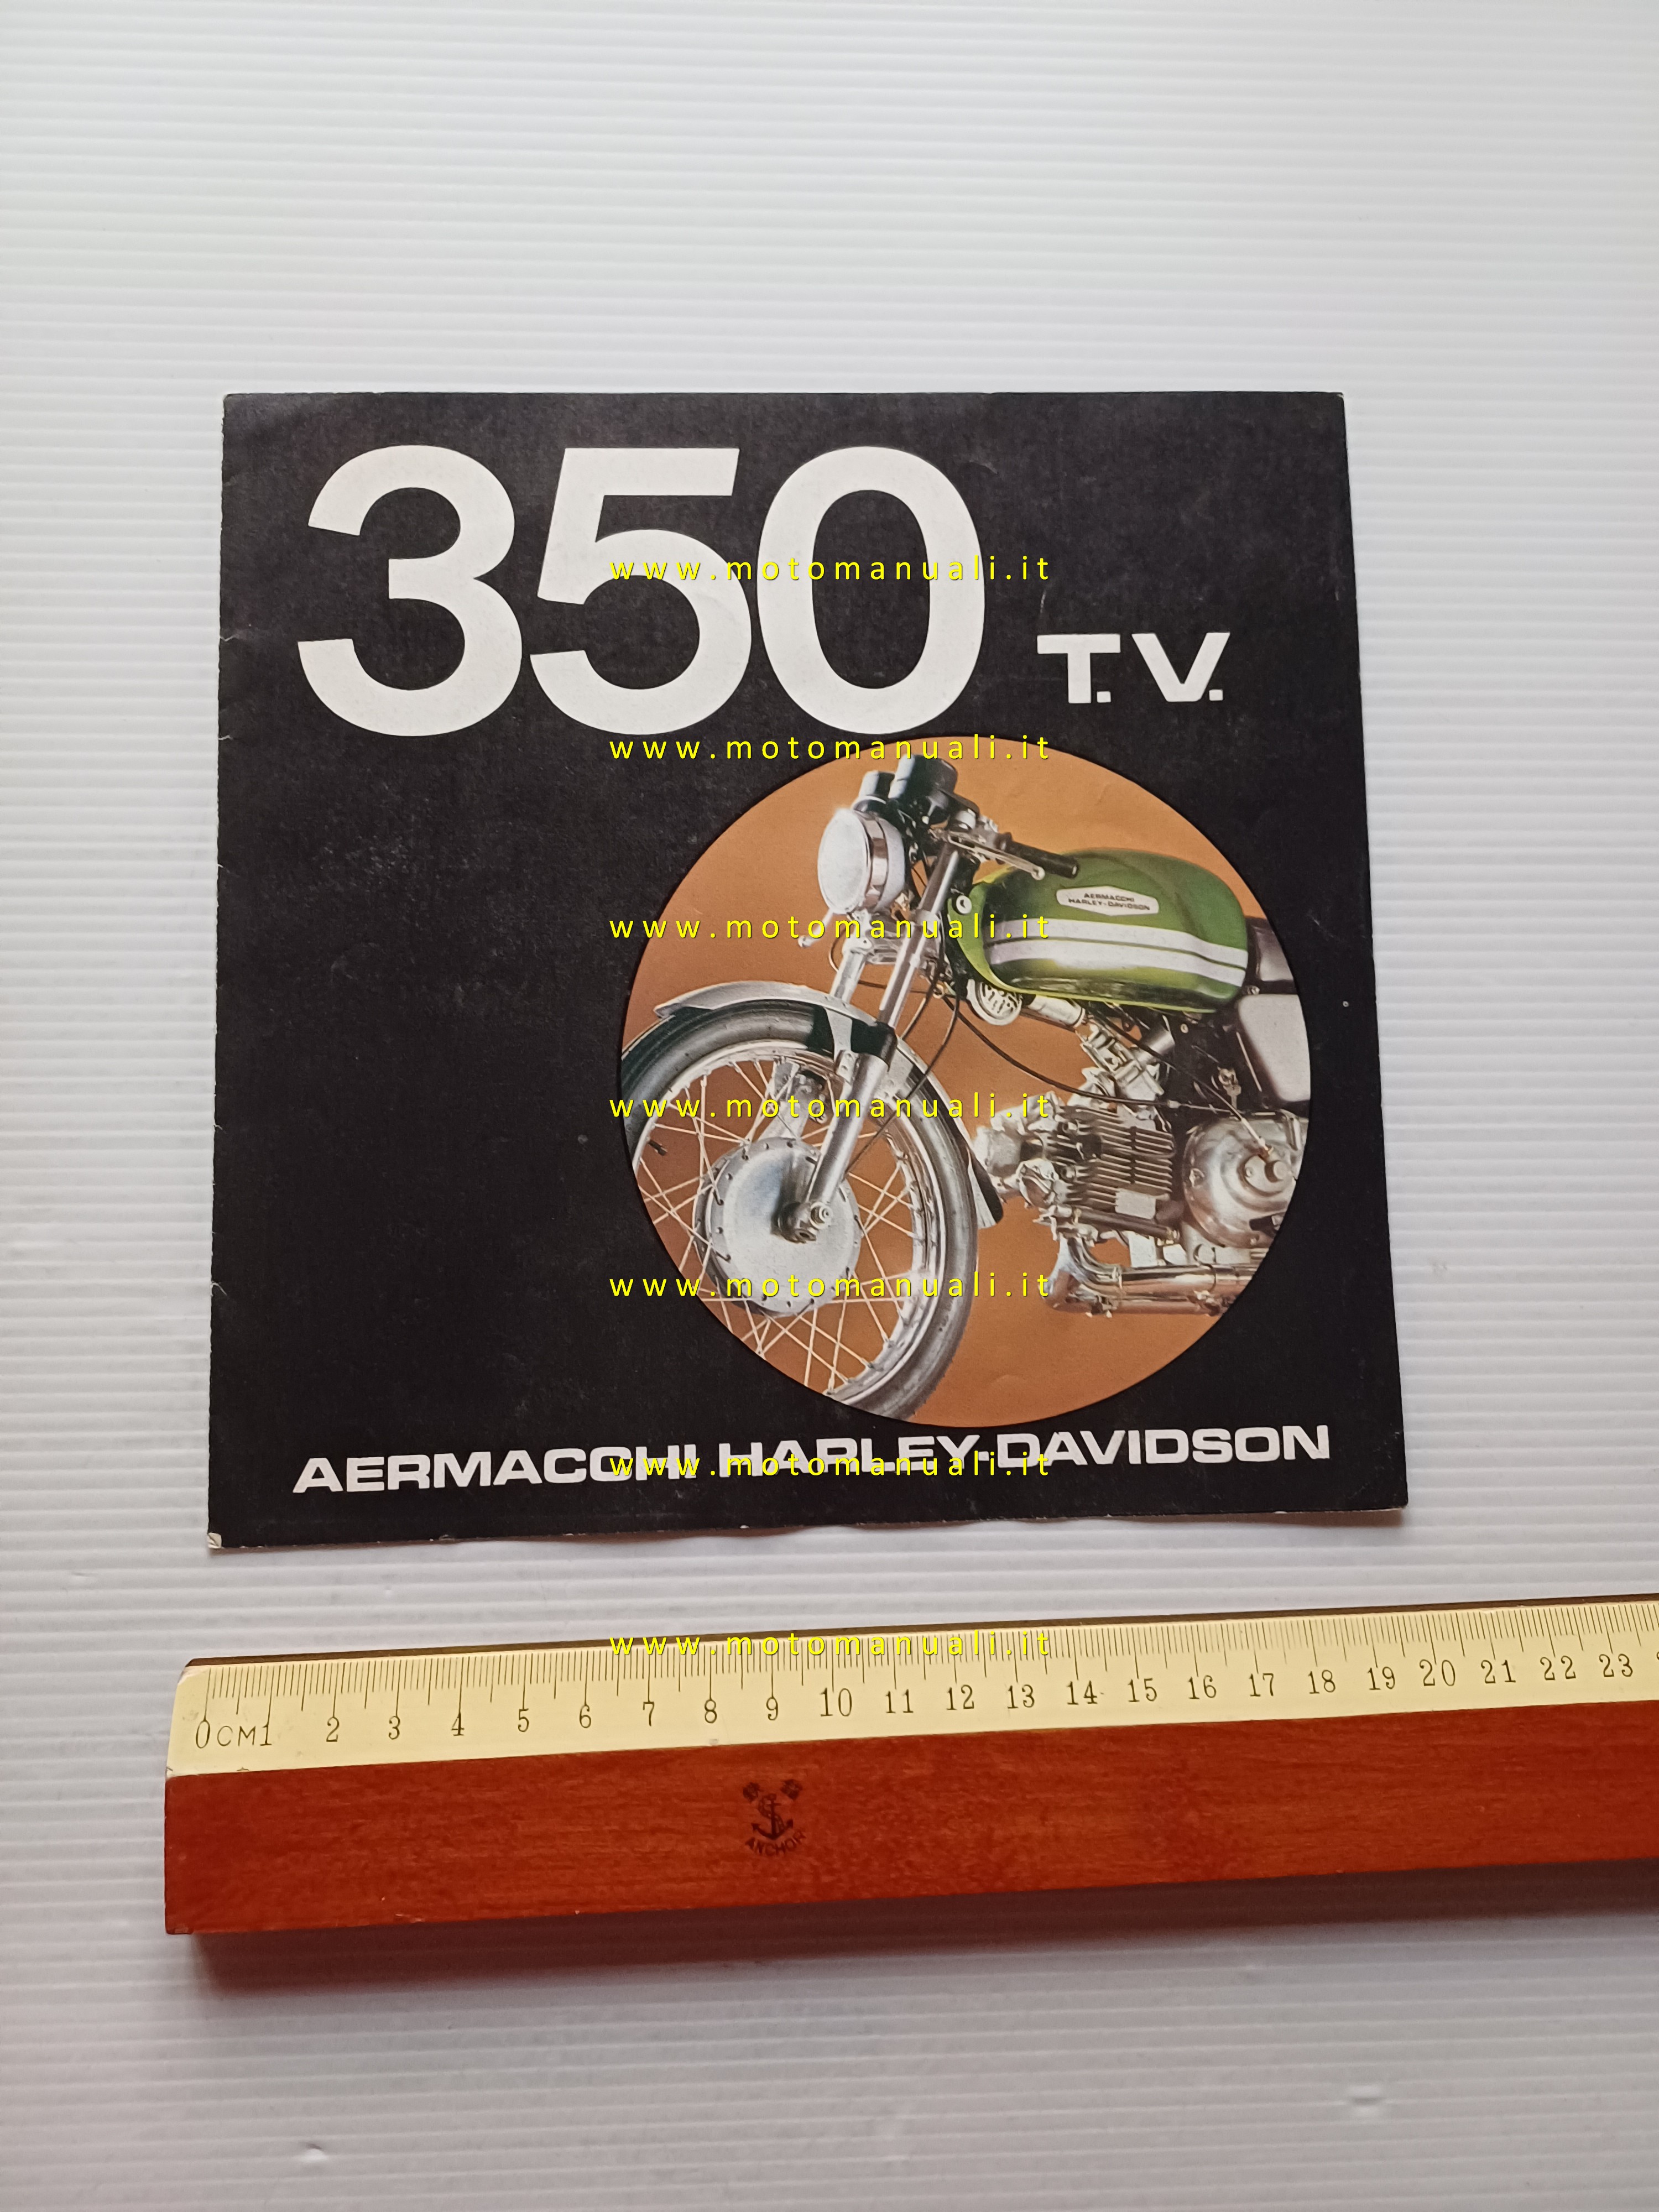 350 T.V.
www.motomanuali.it
www.motomanuali.it
AERMACCHI
HARLEY-DAVIDSON
www.motomanuali.it
www.motomanuali.it
www.motomanuali.it
AERMACCHI HARLEY-DAVIDSON
www.motomanuali.it
www.motomanuali.it
0CM1 2 3 4 5 6 7 8 9 10 11 12 13 14 15 16 17 18 19 20 21 22 23
ANCHOR